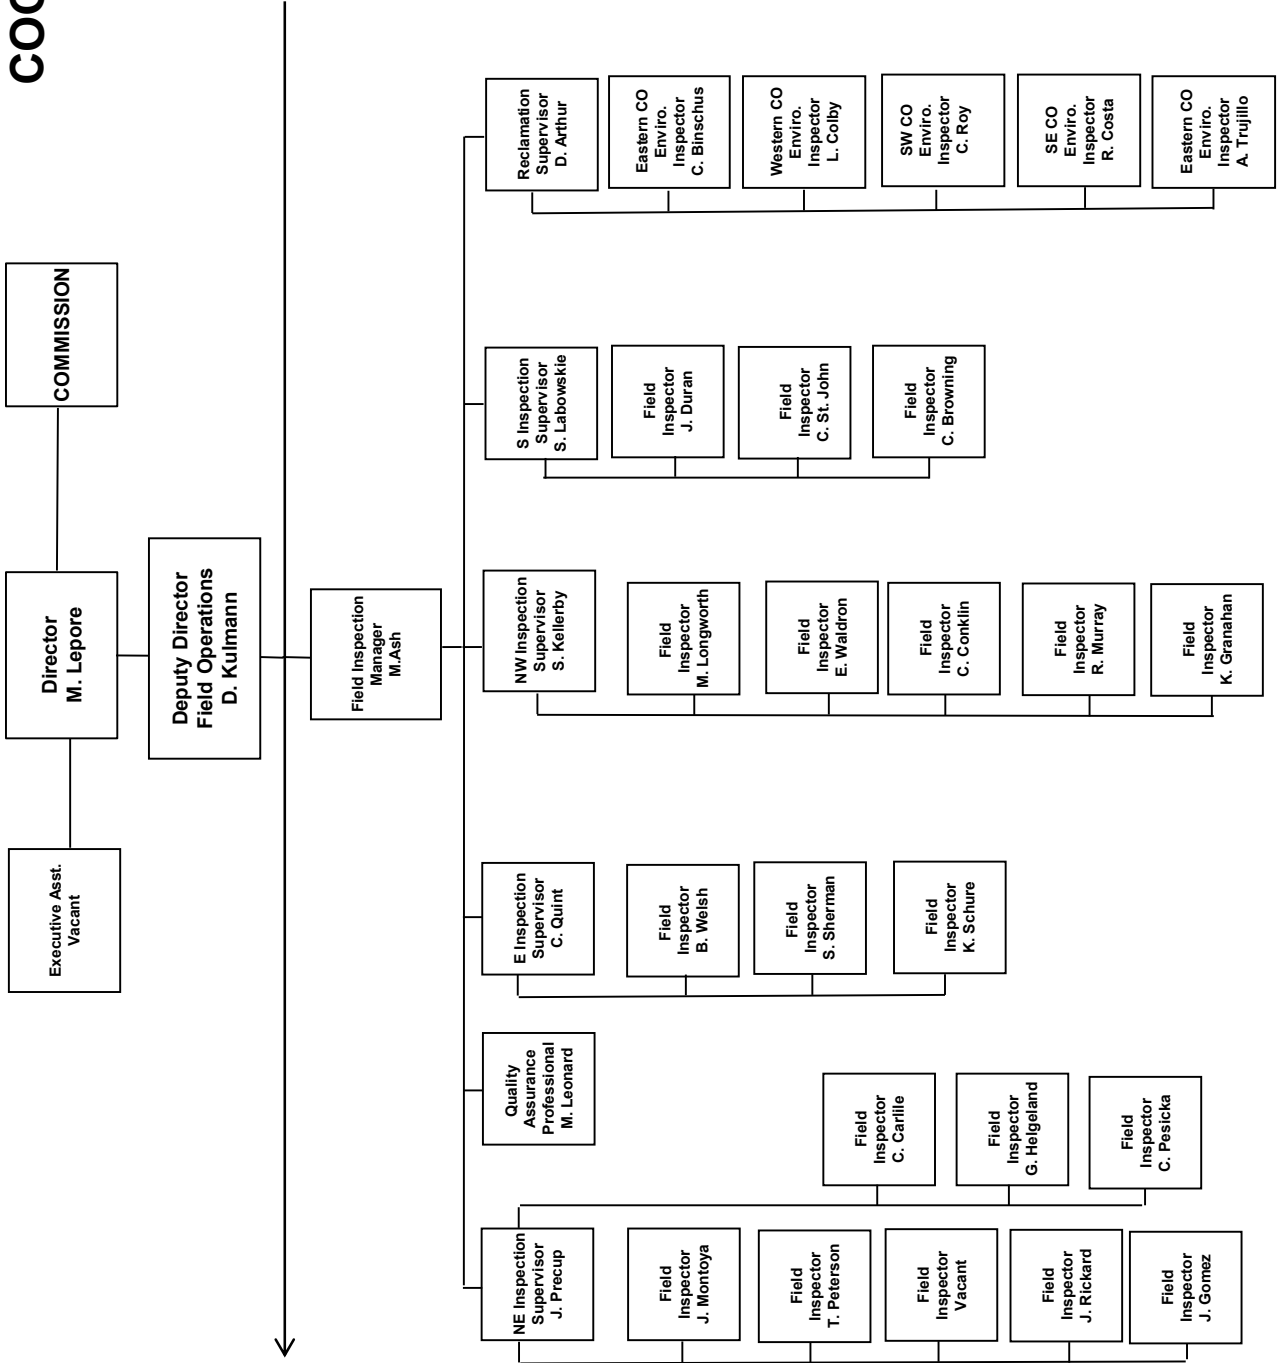 Executive Asst.
Vacant
Director
M. Lepore
COMMISSION
Deputy Director
Field Operations
D. Kulmann
Field Inspection
Manager
M.Ash
NE Inspection
Supervisor
J. Precup
Field
Inspector
J. Montoya
Field
Inspector
T. Peterson
Field
Inspector
Vacant
Field
Inspector
J. Rickard
Field
Inspector
J. Gomez
Field
Inspector
C. Carlile
Field
Inspector
G. Helgeland
Field
Inspector
C. Pesicka
Quality
Assurance
Professional
M. Leonard
E Inspection
Supervisor
C. Quint
Field
Inspector
B. Welsh
Field
Inspector
S. Sherman
Field
Inspector
K. Schure
NW Inspection
Supervisor
S. Kellerby
Field
Inspector
M. Longworth
Field
Inspector
E. Waldron
Field
Inspector
C. Conklin
Field
Inspector
R. Murray
Field
Inspector
K. Granahan
S Inspection
Supervisor
S. Labowskie
Field
Inspector
J. Duran
Field
Inspector
C. St. John
Field
Inspector
C. Browning
Reclamation
Supervisor
D. Arthur
Eastern CO
Enviro.
Inspector
C. Binschus
Western CO
Enviro.
Inspector
L. Colby
SW CO
Enviro.
Inspector
C. Roy
SE CO
Enviro.
Inspector
R. Costa
Eastern CO
Enviro.
Inspector
A. Trujillo